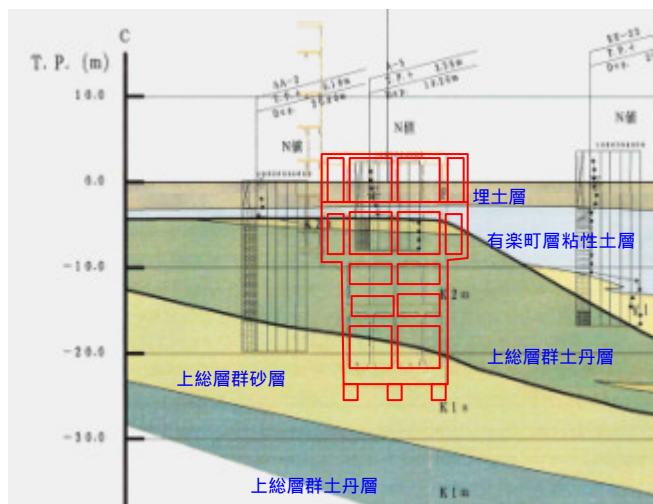 C
T.P. (m)
10.0
0.0
-10.0
-20.0
-30.0
N値
N値
N値
埋土層
有楽町層粘性土層
K2m
上総層群土丹層
上総層群砂層
K1s
上総層群土丹層
K1m